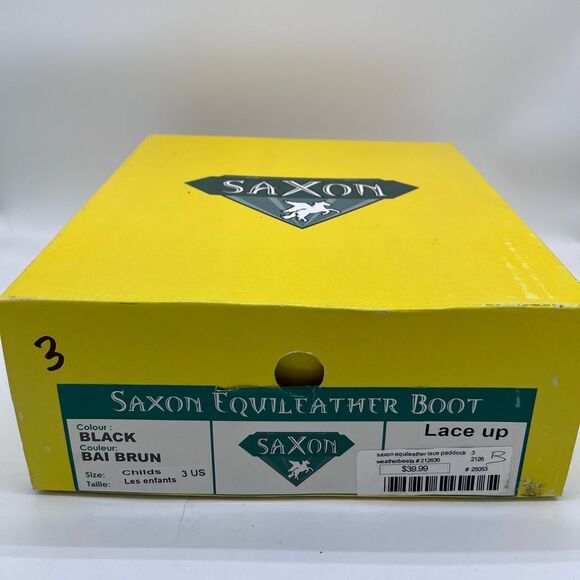 SAXON
3
SAXON EQUILEATHER BOOT
Colour :
BLACK
Couleur:
BAI BRUN
Size: Childs 3 US
Taille: Les enfants
SAXON
Lace up
saxon equileather lace paddock 3
weatherbeeta # 212636 2126 R
$39.99 # 25053